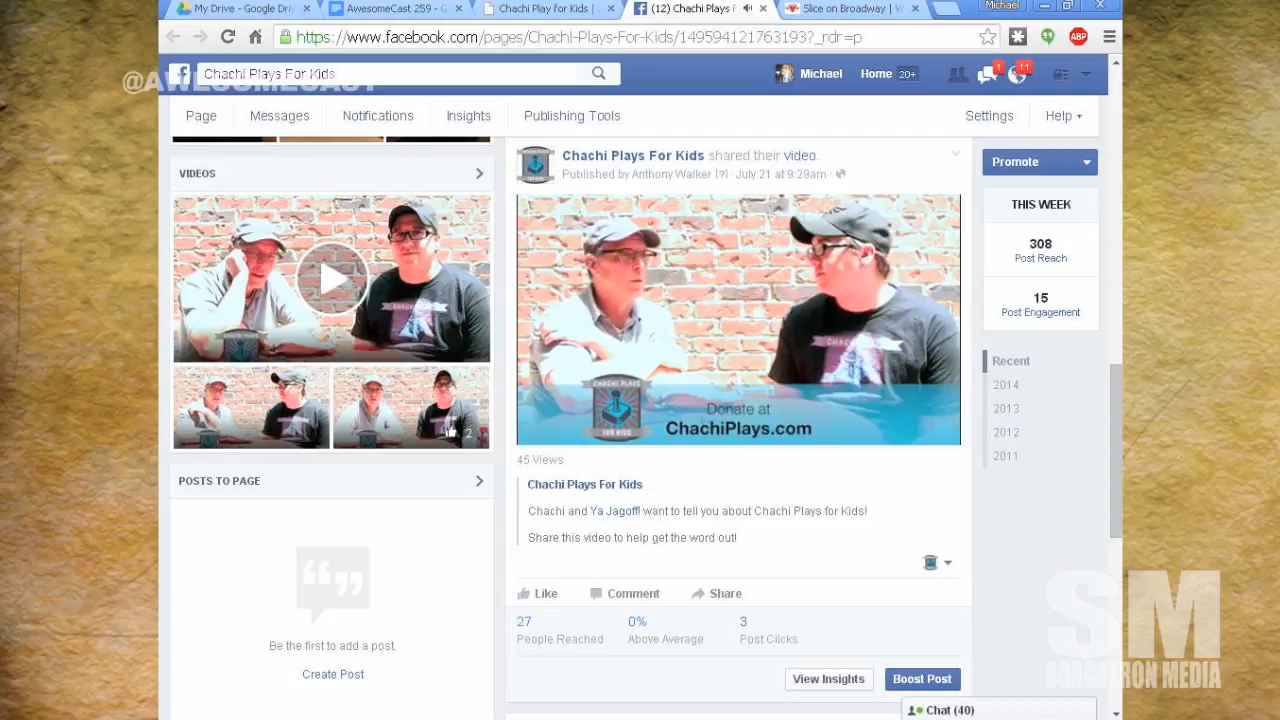 My Drive - Google Dri
AwesomeCast 259 - G
Chachi Play for Kids |
(12) Chachi Plays F
Slice on Broadway | Yo
Michael
https://www.facebook.com/pages/Chachi-Plays-For-Kids/149594121763193?_rdr=p
ABP
@AWESOMECAST
Chachi Plays For Kids
Michael
Home 20+
1
11
Page
Messages
Notifications
Insights
Publishing Tools
Settings
Help
VIDEOS
2
POSTS TO PAGE
Be the first to add a post.
Create Post
Chachi Plays For Kids shared their video.
Published by Anthony Walker [?] · July 21 at 9:29am ·
CHACHI PLAYS
FOR KIDS
Donate at
ChachiPlays.com
45 Views
Chachi Plays For Kids
Chachi and Ya Jagoff! want to tell you about Chachi Plays for Kids!
Share this video to help get the word out!
Like
Comment
Share
27
People Reached
0%
Above Average
3
Post Clicks
View Insights
Boost Post
Promote
THIS WEEK
308
Post Reach
15
Post Engagement
Recent
2014
2013
2012
2011
Chat (40)
SM
SORGATRON MEDIA